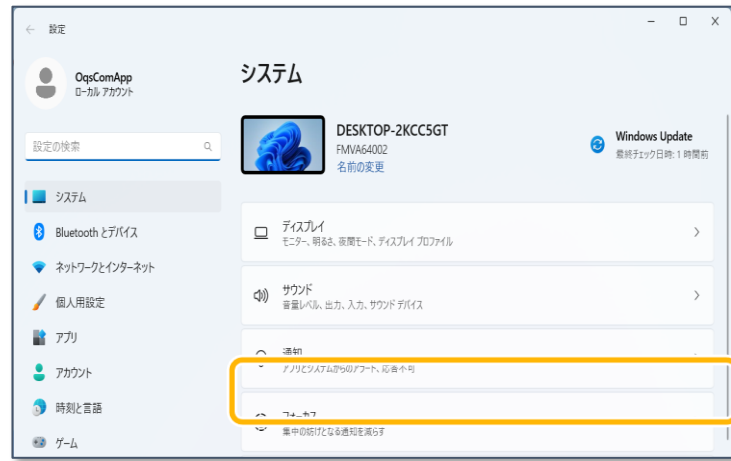 設定
OqsComApp
ローカル アカウント
設定の検索
システム
Bluetooth とデバイス
ネットワークとインターネット
個人用設定
アプリ
アカウント
時刻と言語
ゲーム
システム
DESKTOP-2KCC5GT
FMVA64002
名前の変更
Windows Update
最終チェック日時: 1 時間前
ディスプレイ
モニター、明るさ、夜間モード、ディスプレイ プロファイル
サウンド
音量レベル、出力、入力、サウンド デバイス
通知
アプリとシステムからのアラート、応答不可
フォーカス
集中の妨げとなる通知を減らす